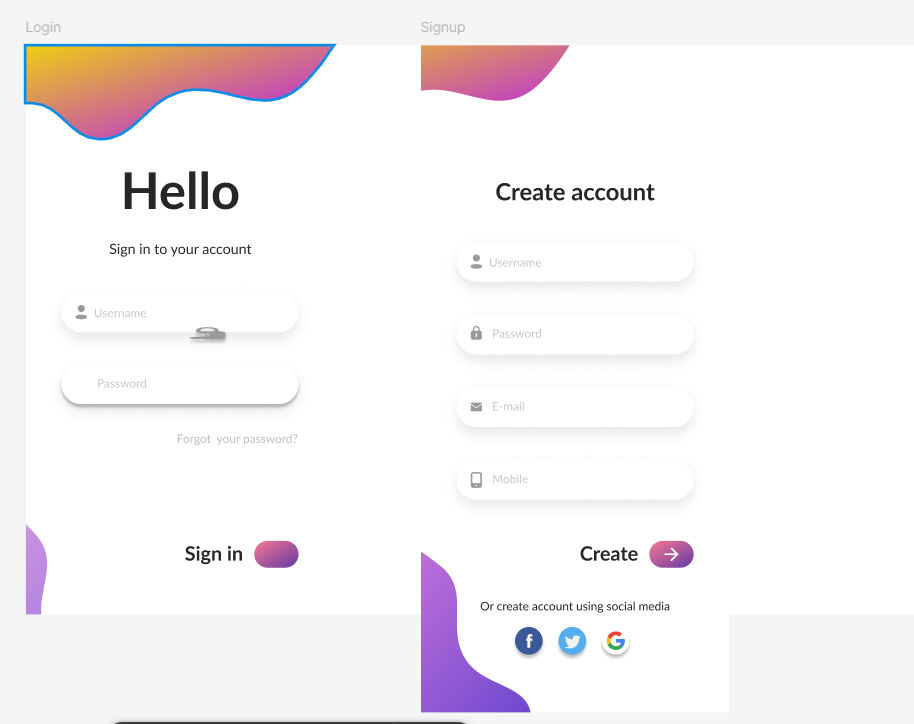 Login
Hello
Sign in to your account
Username
Password
Forgot  your password?
Sign in
Signup
Create account
Username
Password
E-mail
Mobile
Create
Or create account using social media
f
G